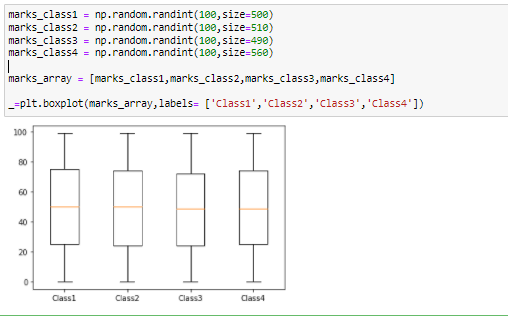 marks_class1 = np.random.randint(100,size=500)
marks_class2 = np.random.randint(100,size=510)
marks_class3 = np.random.randint(100,size=490)
marks_class4 = np.random.randint(100,size=560)
marks_array = [marks_class1,marks_class2,marks_class3,marks_class4]
_=plt.boxplot(marks_array,labels= ['Class1','Class2','Class3','Class4'])
100
80
60
40
20
0
Class1 Class2 Class3 Class4